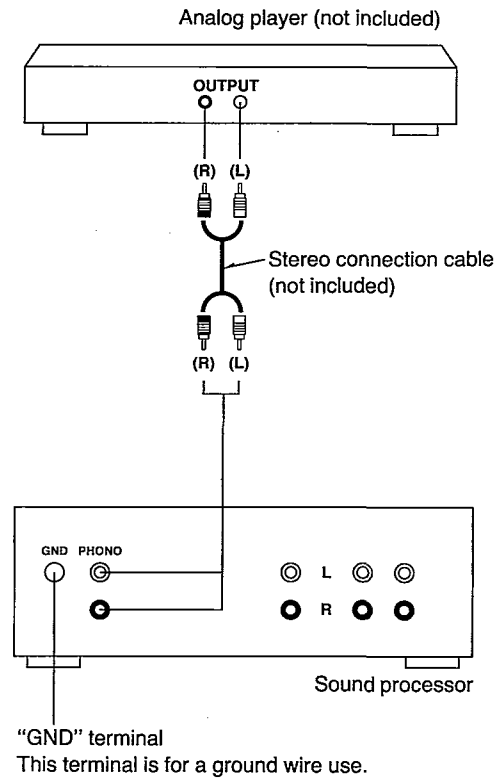 Analog player (not included)
OUTPUT
(R) (L)
Stereo connection cable
(not included)
(R) (L)
GND PHONO
L
R
Sound processor
“GND” terminal
This terminal is for a ground wire use.